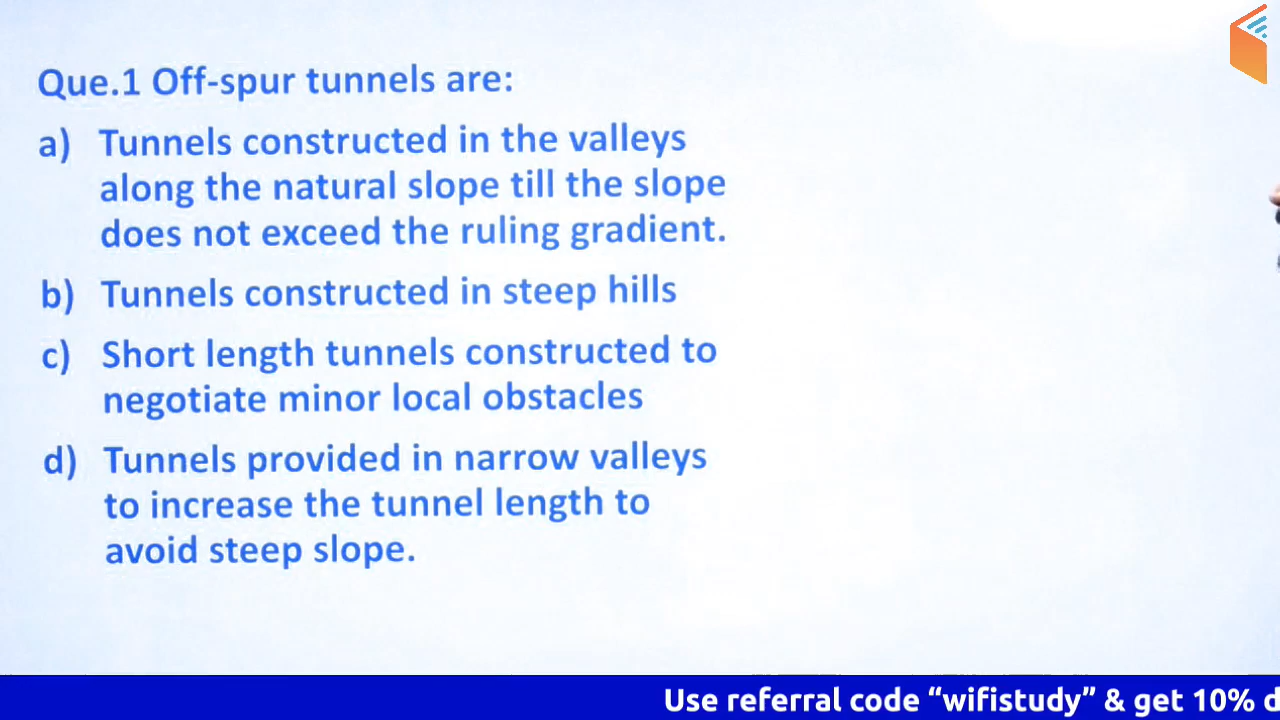 Que.1 Off-spur tunnels are:
a) Tunnels constructed in the valleys
along the natural slope till the slope
does not exceed the ruling gradient.
b) Tunnels constructed in steep hills
c) Short length tunnels constructed to
negotiate minor local obstacles
d) Tunnels provided in narrow valleys
to increase the tunnel length to
avoid steep slope.
Use referral code “wifistudy” & get 10%